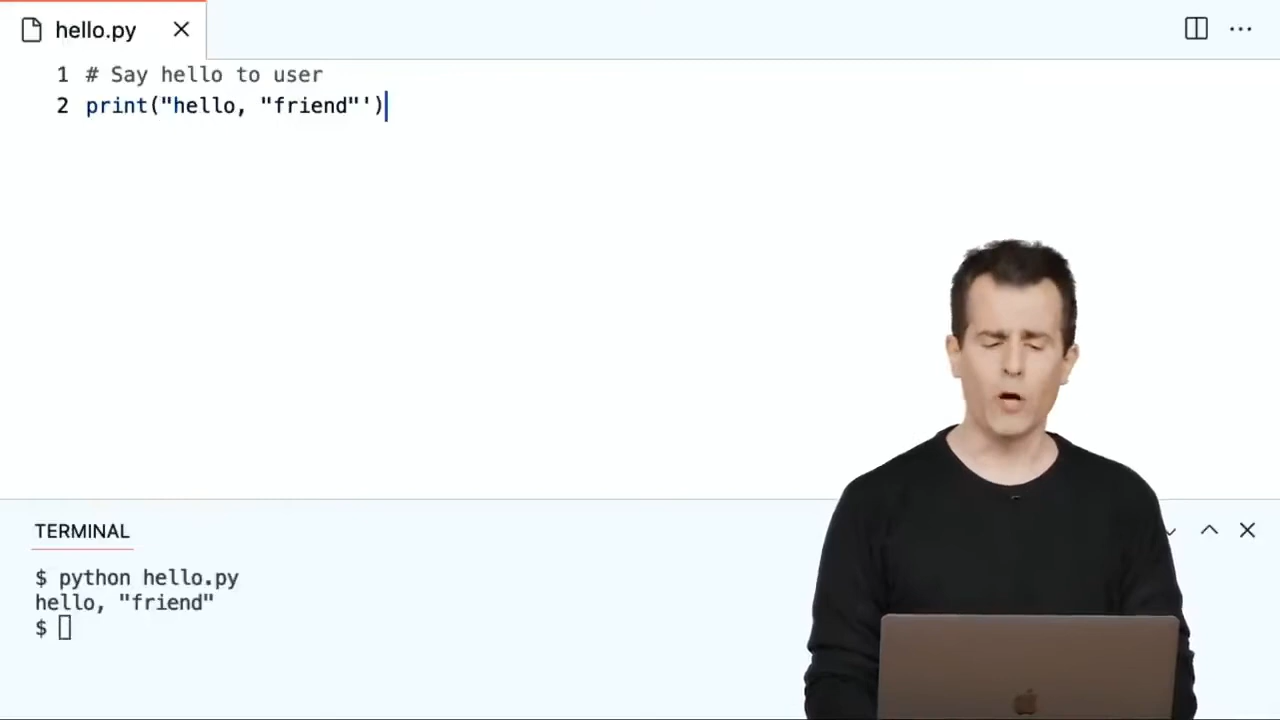 hello.py
1 # Say hello to user
2 print("hello, "friend"')
TERMINAL
$ python hello.py
hello, "friend"
$